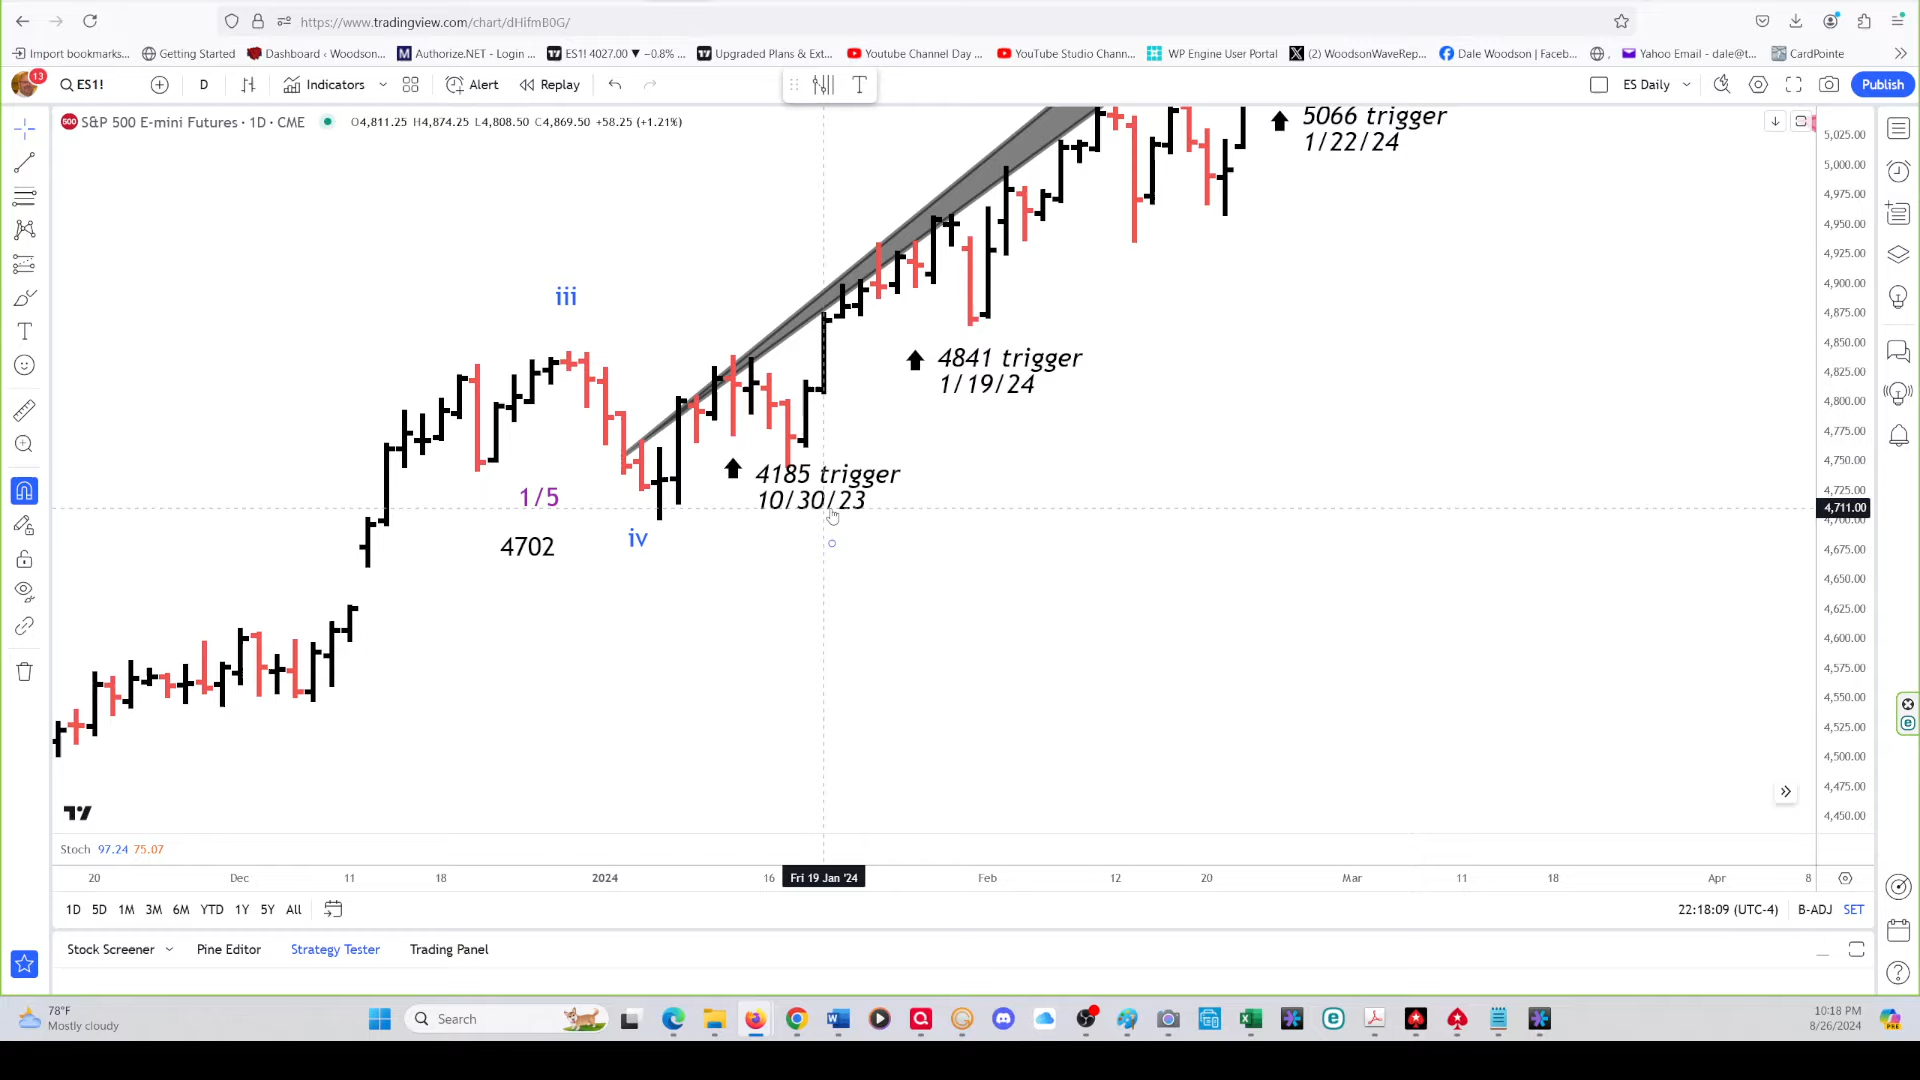 https://www.tradingview.com/chart/dHifmB0G/
Import bookmarks...
Getting Started
Dashboard ‹ Woodson...
Authorize.NET - Login ...
ES1! 4027.00 ▼ −0.8% ...
Upgraded Plans & Ext...
Youtube Channel Day ...
YouTube Studio Chann...
WP Engine User Portal
(2) WoodsonWaveRep...
Dale Woodson | Faceb...
Yahoo Email - dale@t...
CardPointe
13
ES1!
D
Indicators
Alert
Replay
ES Daily
Publish
500 S&P 500 E-mini Futures · 1D · CME
O4,811.25 H4,874.25 L4,808.50 C4,869.50 +58.25 (+1.21%)
5066 trigger
1/22/24
iii
4841 trigger
1/19/24
4185 trigger
10/30/23
1/5
4702
iv
5,025.00
5,000.00
4,975.00
4,950.00
4,925.00
4,900.00
4,875.00
4,850.00
4,825.00
4,800.00
4,775.00
4,750.00
4,725.00
4,711.00
4,700.00
4,675.00
4,650.00
4,625.00
4,600.00
4,575.00
4,550.00
4,525.00
4,500.00
4,475.00
4,450.00
Stoch 97.24 75.07
20 Dec 11 18 2024 16 Fri 19 Jan '24 Feb 12 20 Mar 11 18 Apr 8
1D 5D 1M 3M 6M YTD 1Y 5Y All
22:18:09 (UTC-4) B-ADJ SET
Stock Screener Pine Editor Strategy Tester Trading Panel
78°F
Mostly cloudy
Search
10:18 PM
8/26/2024